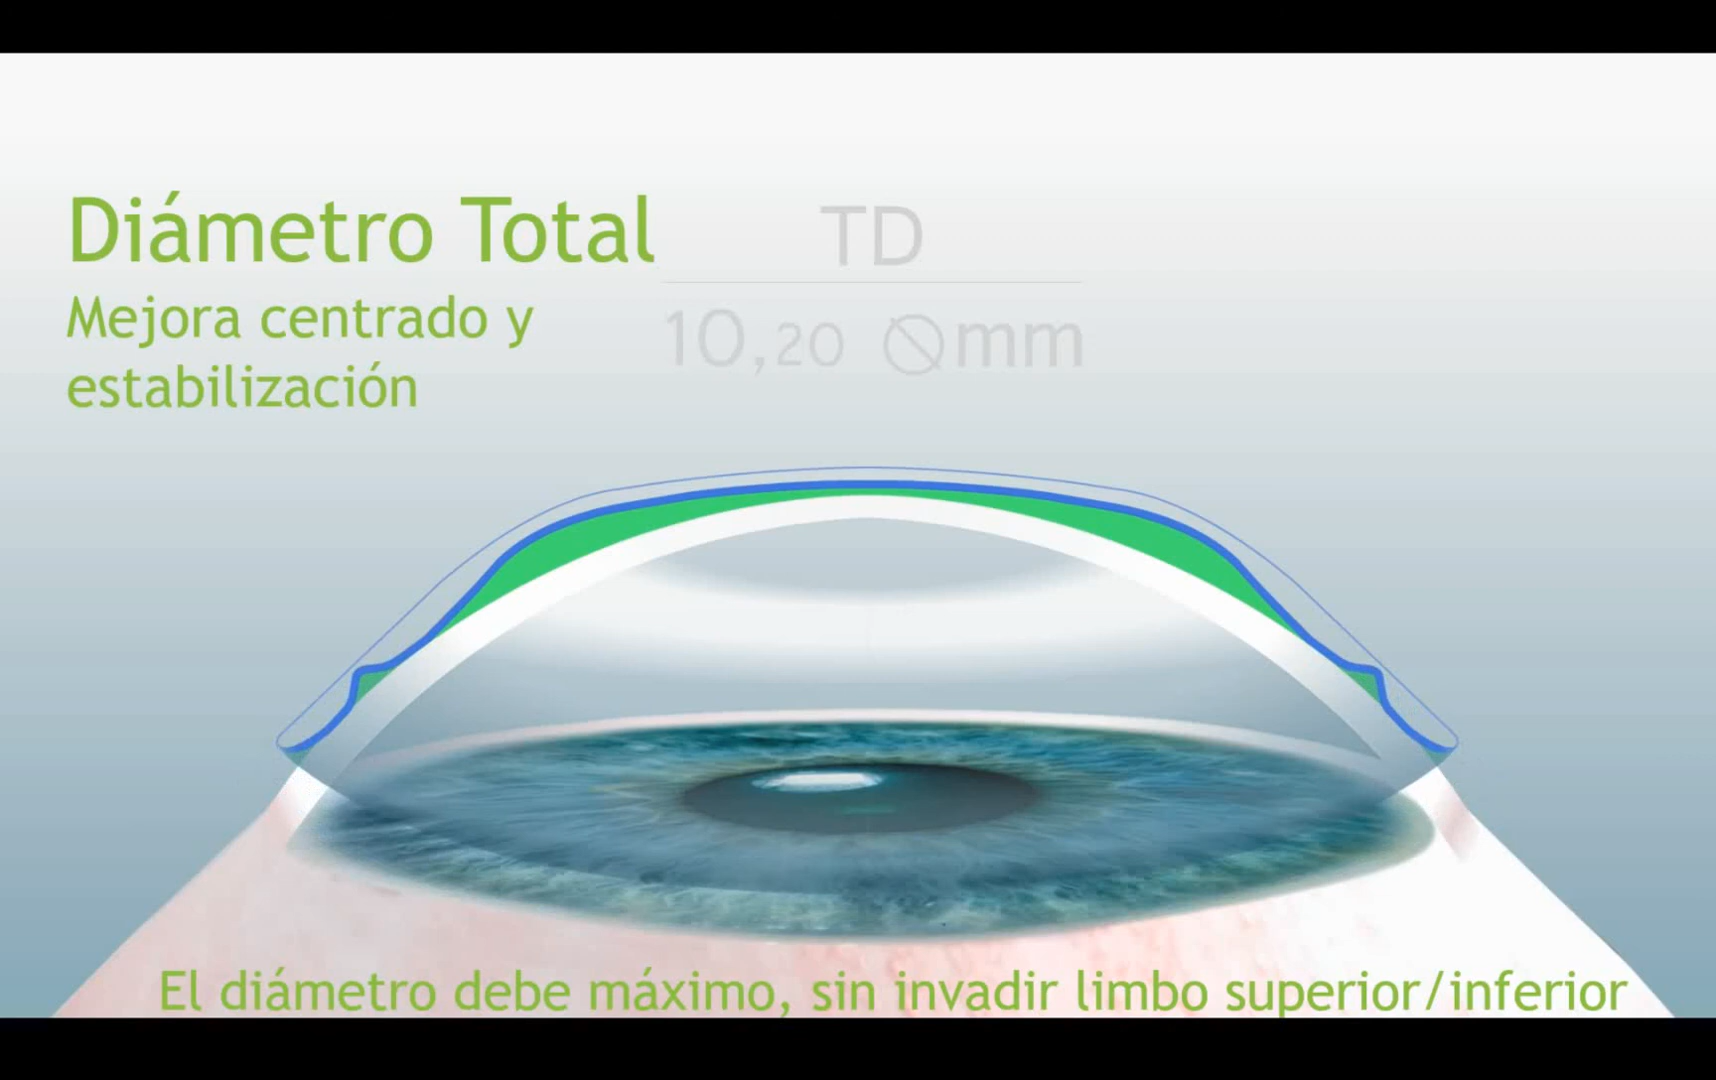 Diámetro Total
TD
Mejora centrado y
estabilización
10,20 ∅mm
El diámetro debe máximo, sin invadir limbo superior/inferior